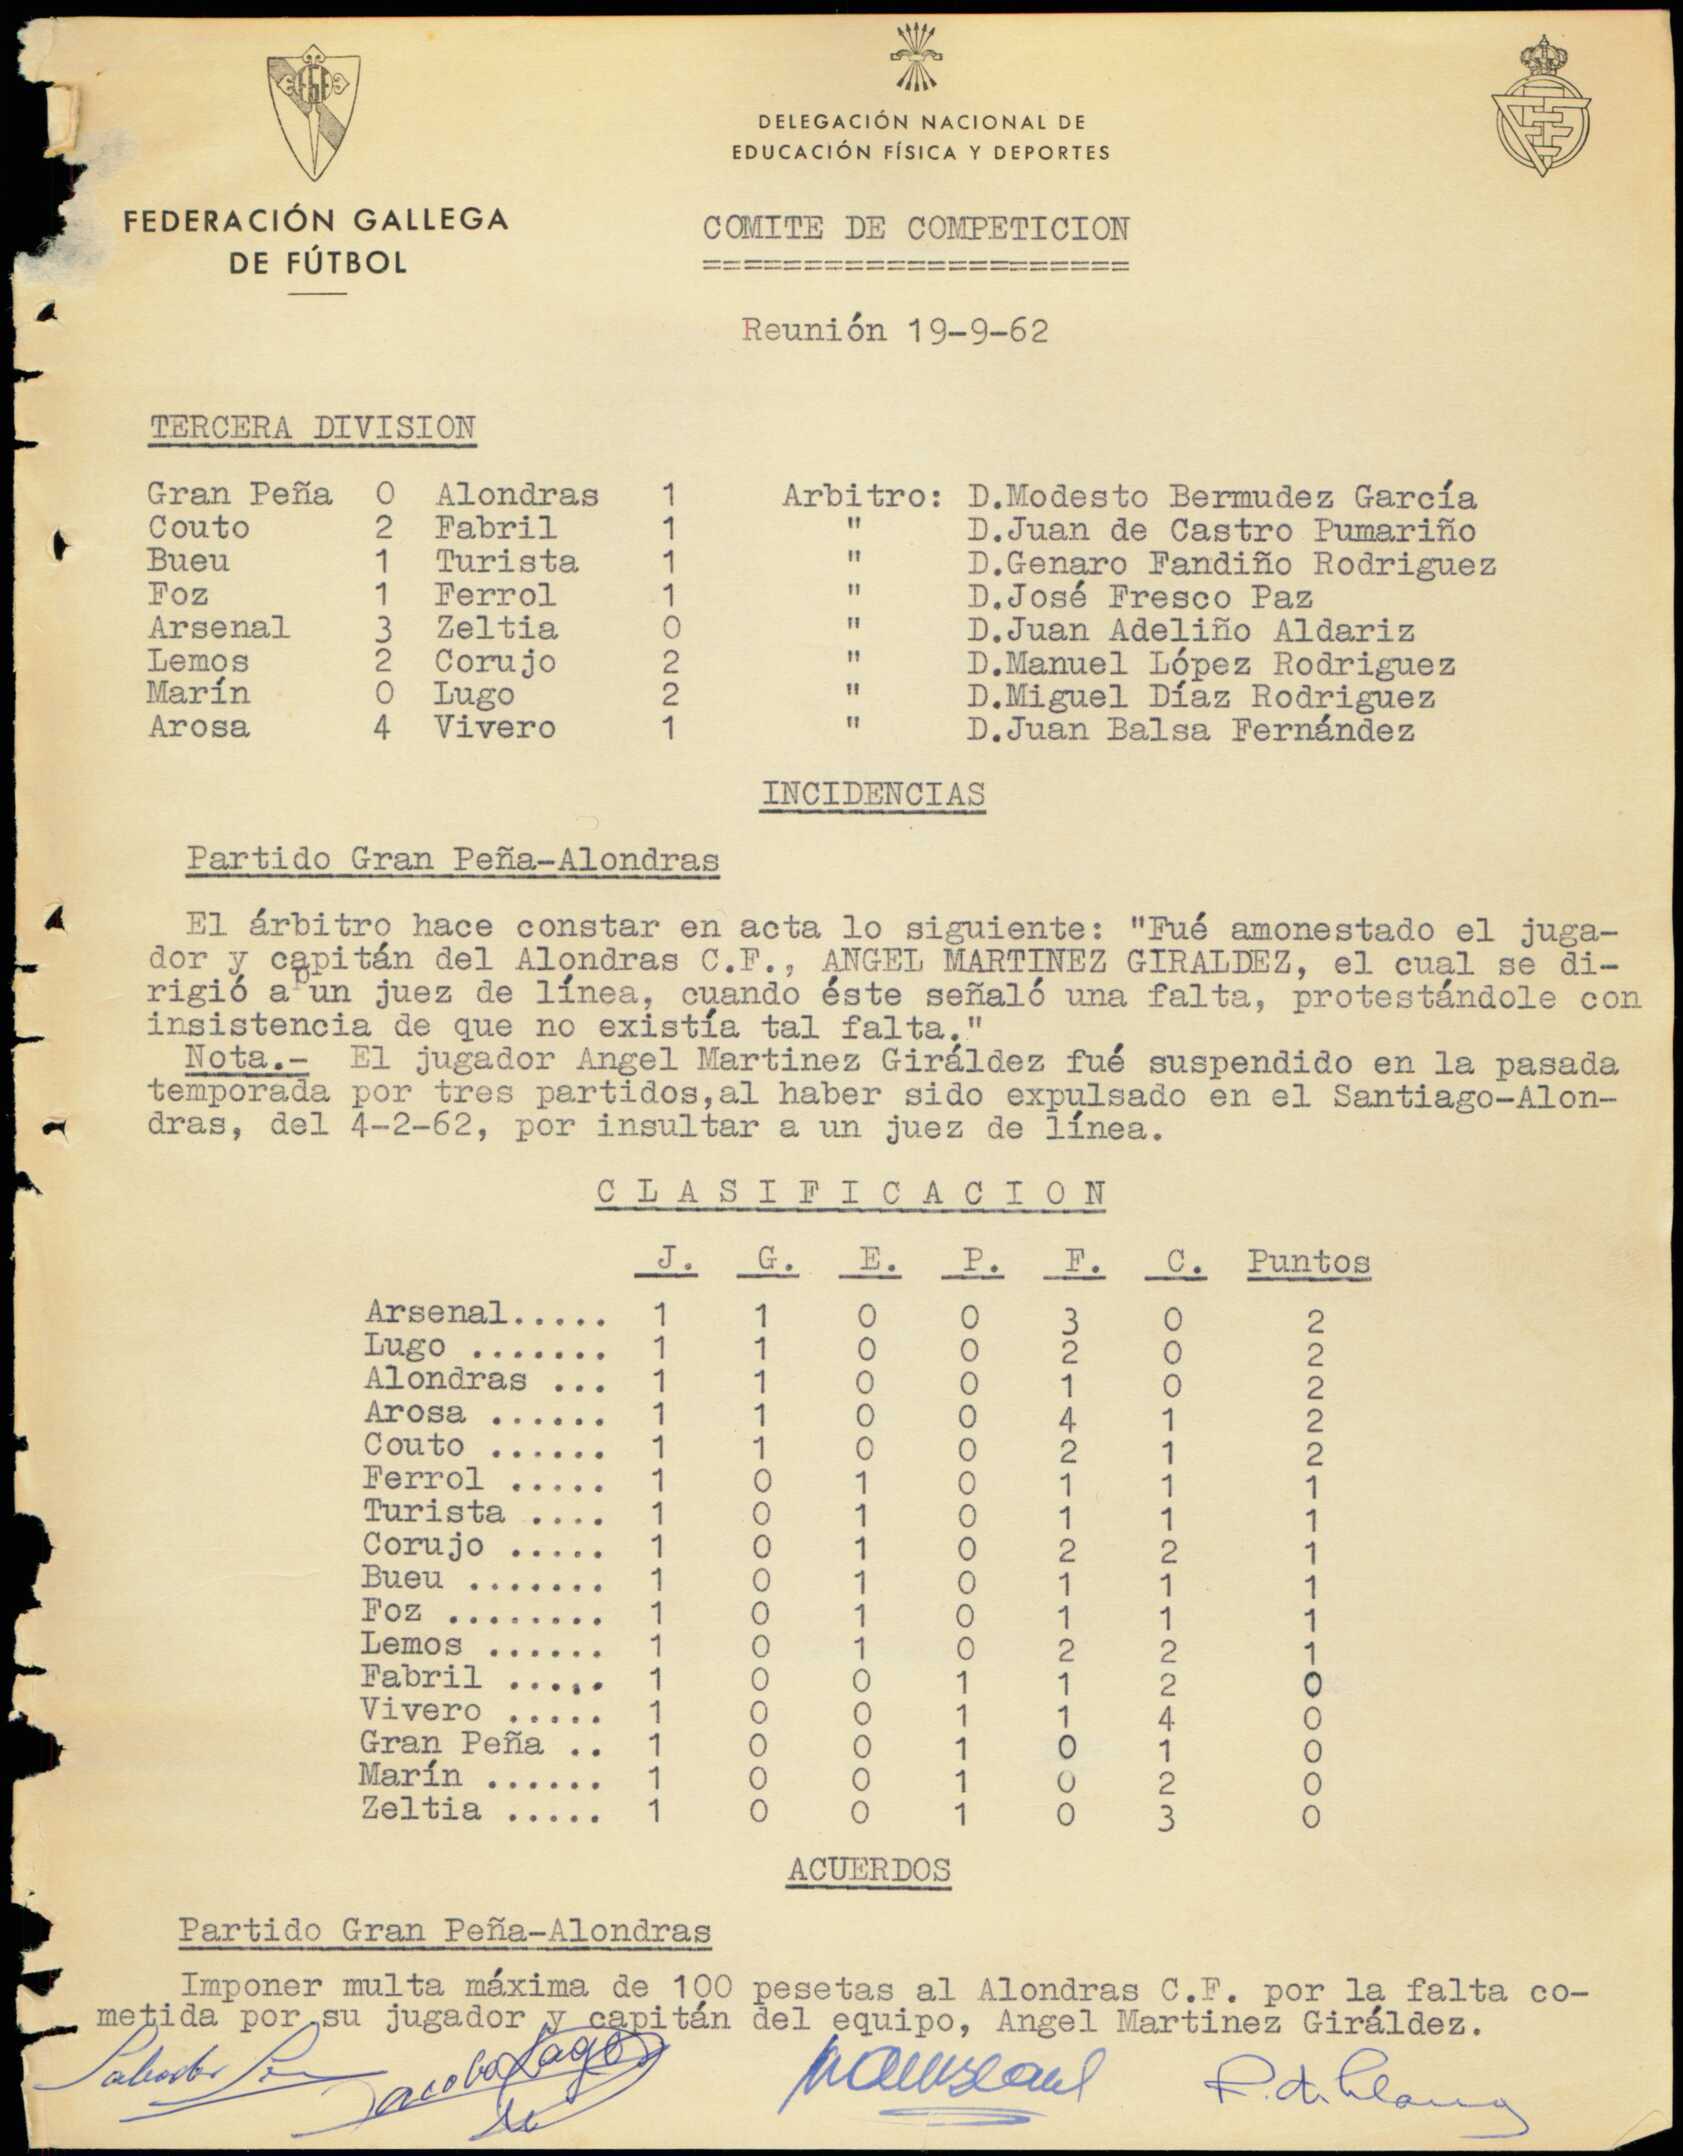 DELEGACIÓN NACIONAL DE
EDUCACIÓN FÍSICA Y DEPORTES
FEDERACIÓN GALLEGA
DE FÚTBOL
COMITE DE COMPETICION
=====================
Reunión 19-9-62
TERCERA DIVISION
Gran Peña 0 Alondras 1 Arbitro: D.Modesto Bermudez García
Couto 2 Fabril 1 " D.Juan de Castro Pumariño
Bueu 1 Turista 1 " D.Genaro Fandiño Rodriguez
Foz 1 Ferrol 1 " D.José Fresco Paz
Arsenal 3 Zeltia 0 " D.Juan Adeliño Aldariz
Lemos 2 Corujo 2 " D.Manuel López Rodriguez
Marín 0 Lugo 2 " D.Miguel Díaz Rodriguez
Arosa 4 Vivero 1 " D.Juan Balsa Fernández
INCIDENCIAS
Partido Gran Peña-Alondras
El árbitro hace constar en acta lo siguiente: "Fué amonestado el juga-
dor y capitán del Alondras C.F., ANGEL MARTINEZ GIRALDEZ, el cual se di-
rigió a un juez de línea, cuando éste señaló una falta, protestándole con
insistencia de que no existía tal falta."
Nota.- El jugador Angel Martinez Giráldez fué suspendido en la pasada
temporada por tres partidos,al haber sido expulsado en el Santiago-Alon-
dras, del 4-2-62, por insultar a un juez de línea.
C L A S I F I C A C I O N
J. G. E. P. F. C. Puntos
Arsenal..... 1 1 0 0 3 0 2
Lugo ....... 1 1 0 0 2 0 2
Alondras ... 1 1 0 0 1 0 2
Arosa ...... 1 1 0 0 4 1 2
Couto ...... 1 1 0 0 2 1 2
Ferrol ..... 1 0 1 0 1 1 1
Turista .... 1 0 1 0 1 1 1
Corujo ..... 1 0 1 0 2 2 1
Bueu ....... 1 0 1 0 1 1 1
Foz ........ 1 0 1 0 1 1 1
Lemos ...... 1 0 1 0 2 2 1
Fabril ..... 1 0 0 1 1 2 0
Vivero ..... 1 0 0 1 1 4 0
Gran Peña .. 1 0 0 1 0 1 0
Marín ...... 1 0 0 1 0 2 0
Zeltia ..... 1 0 0 1 0 3 0
ACUERDOS
Partido Gran Peña-Alondras
Imponer multa máxima de 100 pesetas al Alondras C.F. por la falta co-
metida por su jugador y capitán del equipo, Angel Martinez Giráldez.